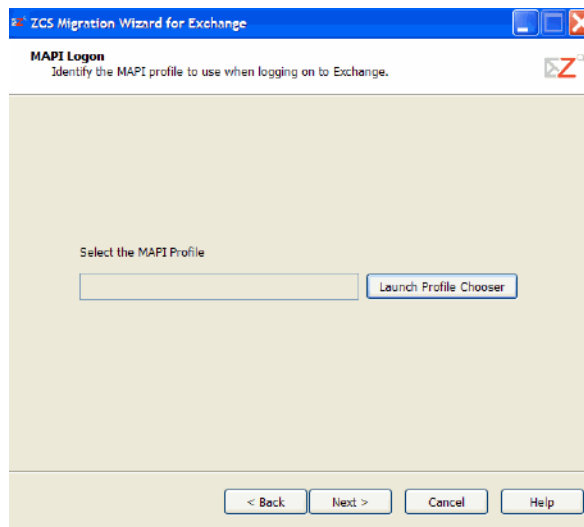 ZCS Migration Wizard for Exchange
MAPI Logon
Identify the MAPI profile to use when logging on to Exchange.
Z
Select the MAPI Profile
Launch Profile Chooser
< Back Next > Cancel Help